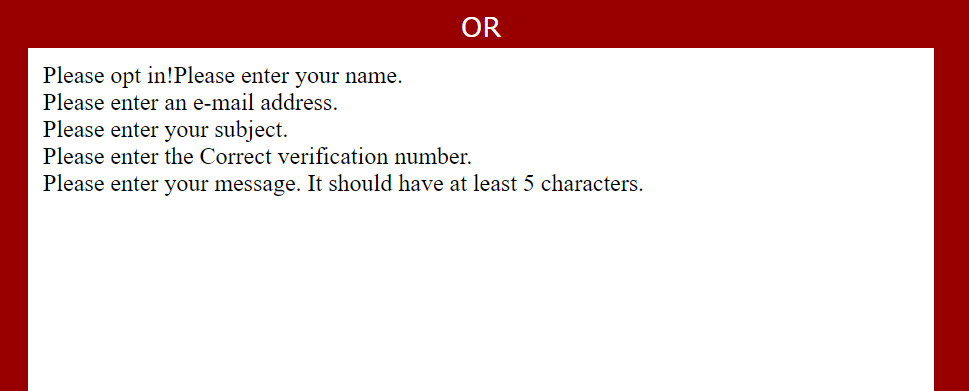 OR
Please opt in!Please enter your name.
Please enter an e-mail address.
Please enter your subject.
Please enter the Correct verification number.
Please enter your message. It should have at least 5 characters.